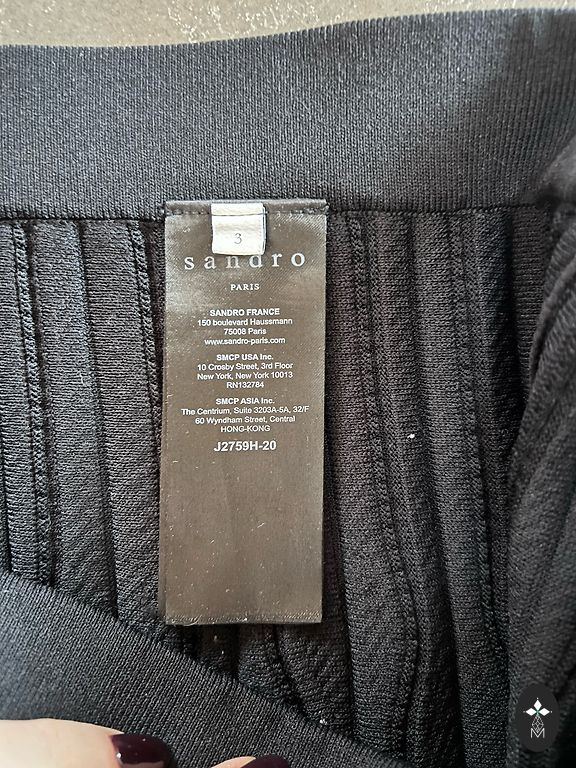 3
sandro
PARIS
SANDRO FRANCE
150 boulevard Haussmann
75008 Paris
www.sandro-paris.com
SMCP USA Inc.
10 Crosby Street, 3rd Floor
New York, New York 10013
RN132784
SMCP ASIA Inc.
The Centrium, Suite 3203A-5A, 32/F
60 Wyndham Street, Central
HONG-KONG
J2759H-20